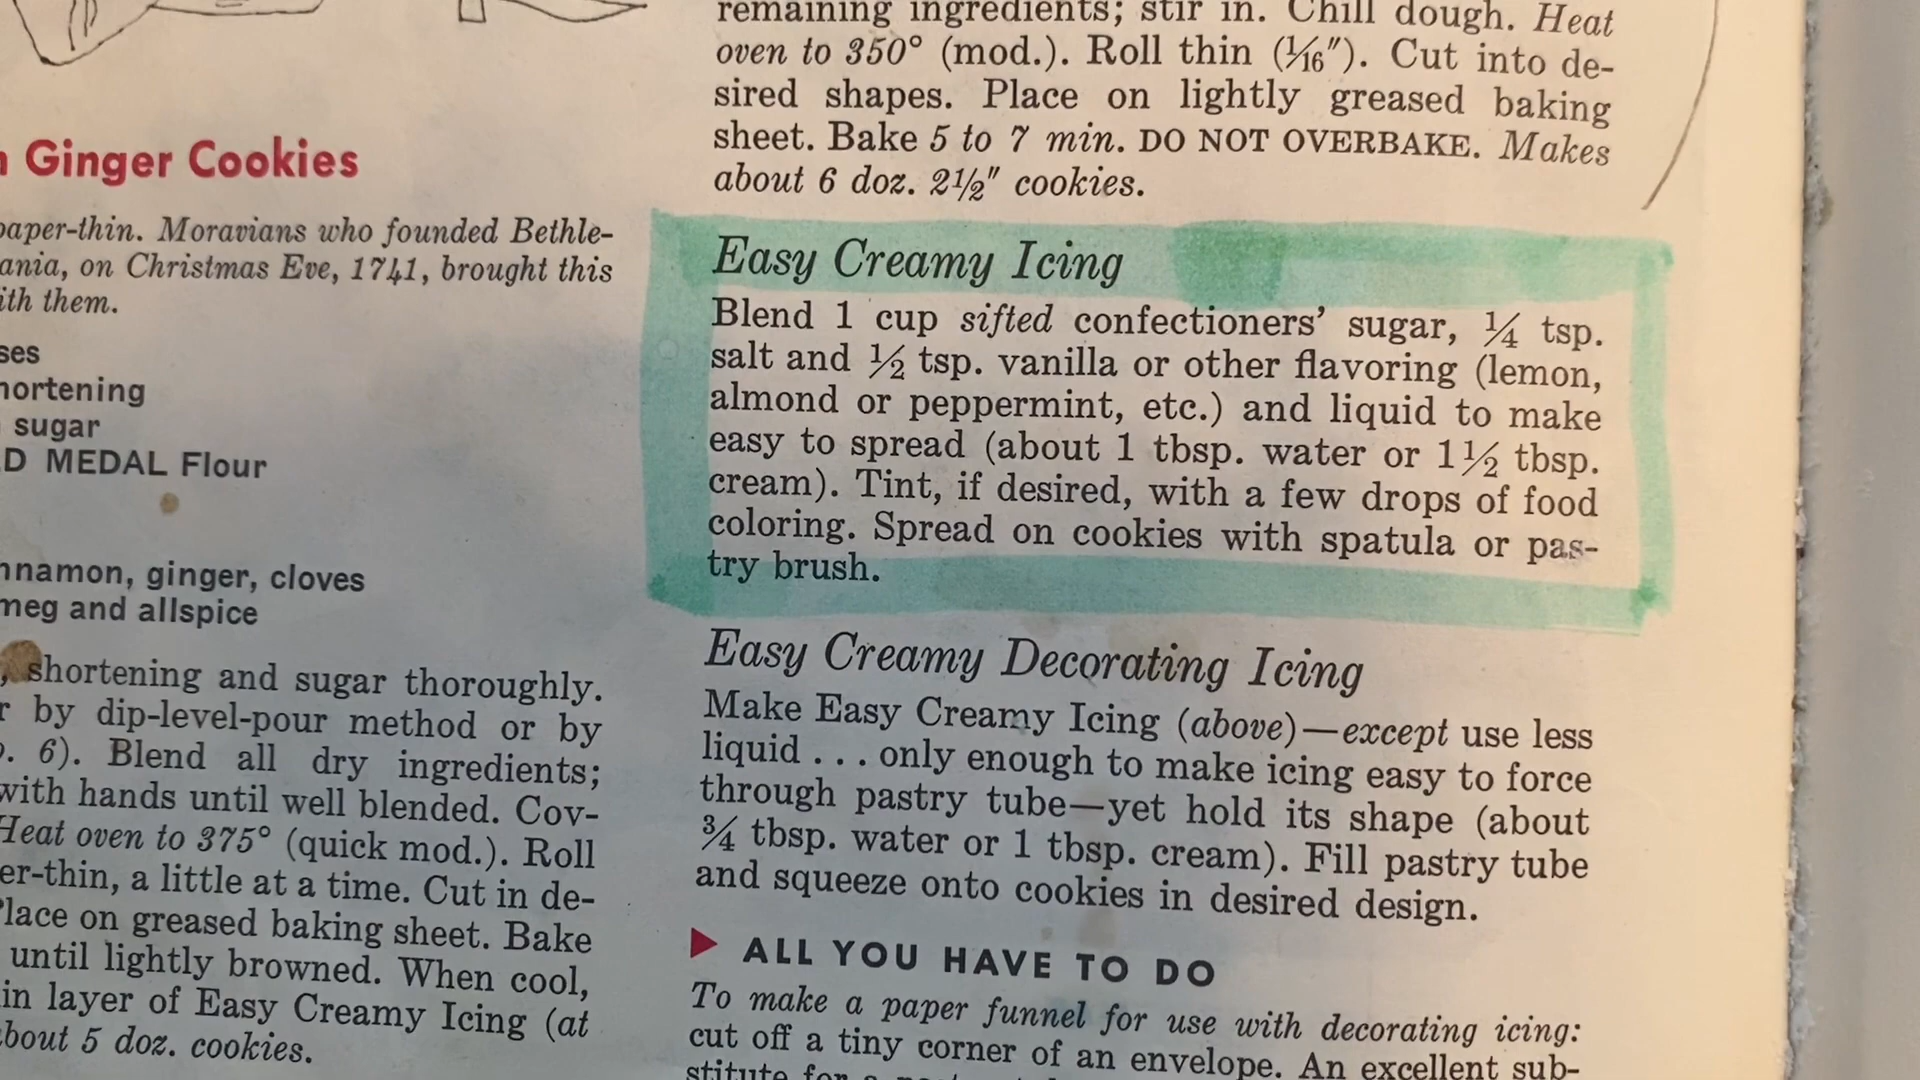 Ginger Cookies
paper-thin. Moravians who founded Bethle-
ania, on Christmas Eve, 1741, brought this
ith them.
ses
hortening
sugar
D MEDAL Flour
nnamon, ginger, cloves
meg and allspice
, shortening and sugar thoroughly.
r by dip-level-pour method or by
. 6). Blend all dry ingredients;
with hands until well blended. Cov-
Heat oven to 375° (quick mod.). Roll
er-thin, a little at a time. Cut in de-
Place on greased baking sheet. Bake
until lightly browned. When cool,
in layer of Easy Creamy Icing (at
about 5 doz. cookies.
remaining ingredients; stir in. Chill dough. Heat
oven to 350° (mod.). Roll thin (1/16"). Cut into de-
sired shapes. Place on lightly greased baking
sheet. Bake 5 to 7 min. DO NOT OVERBAKE. Makes
about 6 doz. 2½" cookies.
Easy Creamy Icing
Blend 1 cup sifted confectioners' sugar, ¼ tsp.
salt and ½ tsp. vanilla or other flavoring (lemon,
almond or peppermint, etc.) and liquid to make
easy to spread (about 1 tbsp. water or 1½ tbsp.
cream). Tint, if desired, with a few drops of food
coloring. Spread on cookies with spatula or pas-
try brush.
Easy Creamy Decorating Icing
Make Easy Creamy Icing (above)—except use less
liquid . . . only enough to make icing easy to force
through pastry tube—yet hold its shape (about
¾ tbsp. water or 1 tbsp. cream). Fill pastry tube
and squeeze onto cookies in desired design.
▶ ALL YOU HAVE TO DO
To make a paper funnel for use with decorating icing:
cut off a tiny corner of an envelope. An excellent sub-
stitute for a